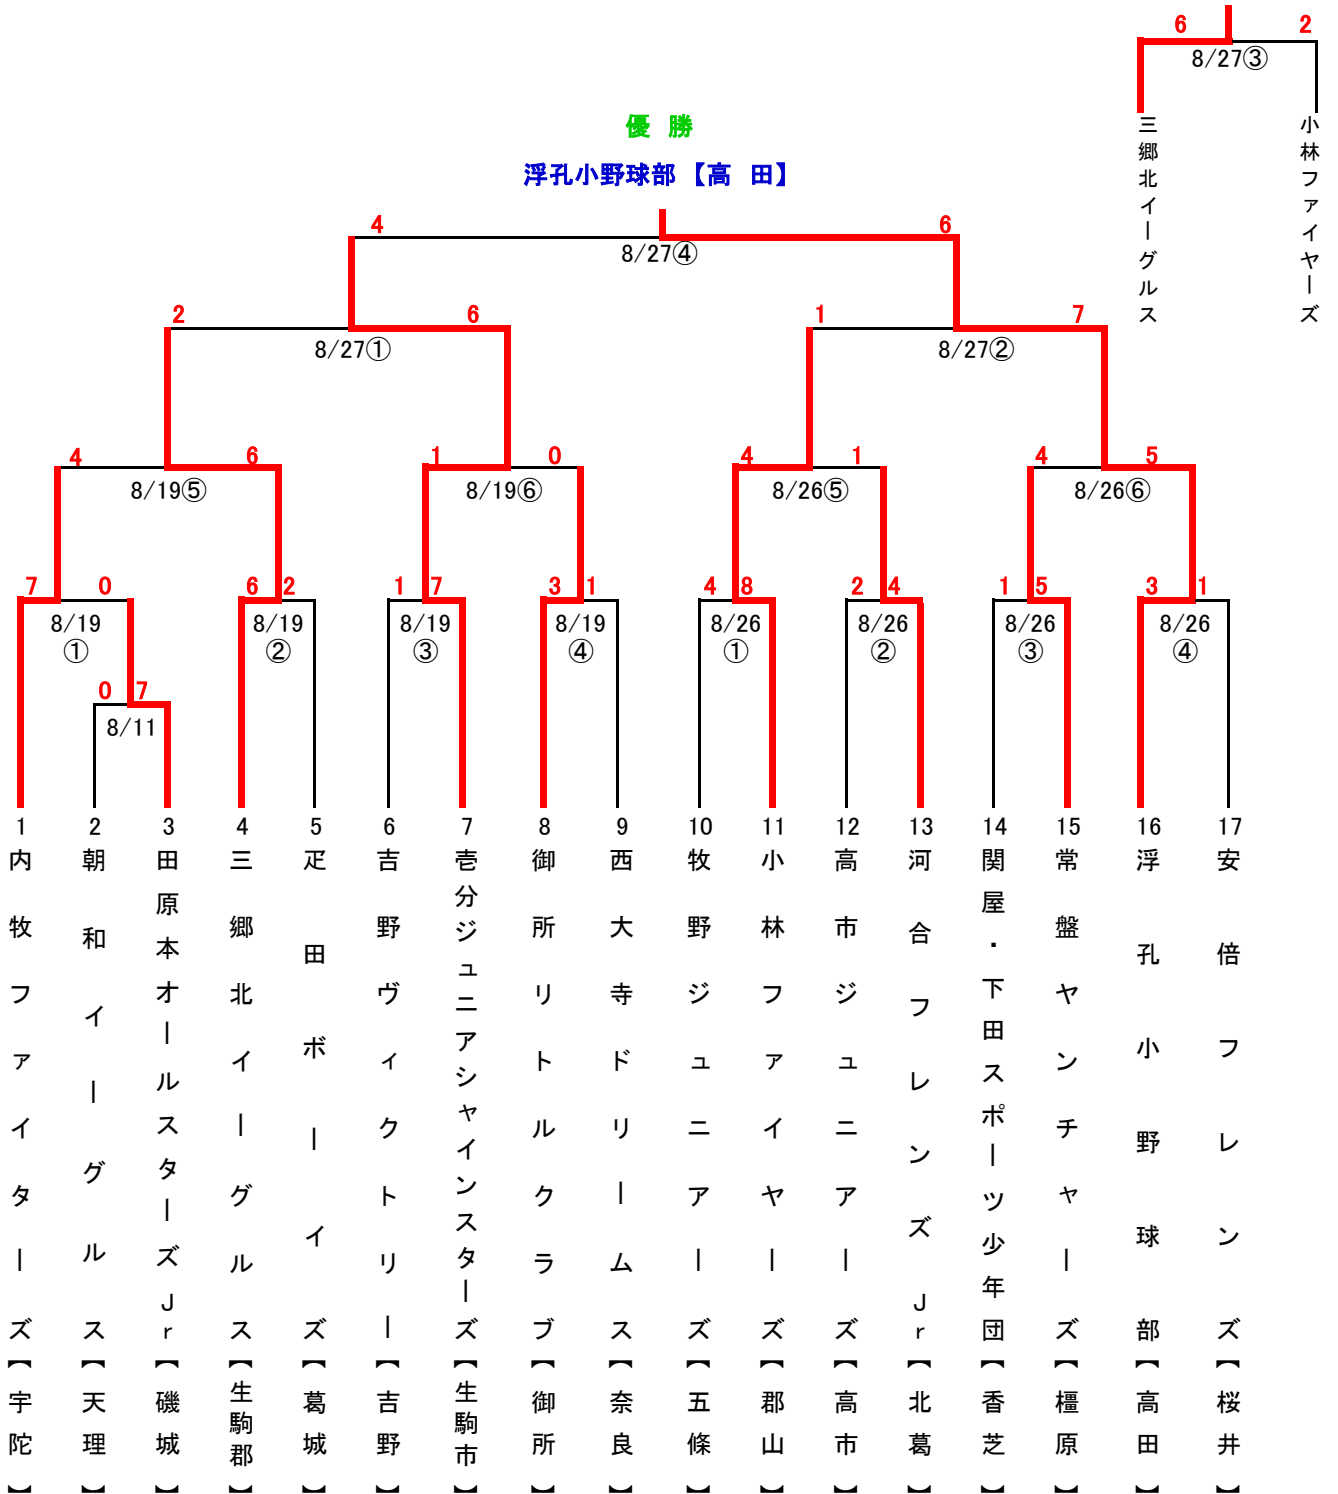 6 2
8/27③
三郷北イーグルス
小林ファイヤーズ
優 勝
浮孔小野球部【高 田】
4 6
8/27④
2 6 1 7
8/27① 8/27②
4 6 1 0 4 1 4 5
8/19⑤ 8/19⑥ 8/26⑤ 8/26⑥
7 0 6 2 1 7 3 1 4 8 2 4 1 5 3 1
8/19 8/19 8/19 8/19 8/26 8/26 8/26 8/26
① ② ③ ④ ① ② ③ ④
0 7
8/11
1 内牧ファイターズ【宇陀】
2 朝和イーグルス【天理】
3 田原本オールスターズJr【磯城】
4 三郷北イーグルス【生駒郡】
5 疋田ボーイズ【葛城】
6 吉野ヴィクトリー【吉野】
7 壱分ジュニアシャインスターズ【生駒市】
8 御所リトルクラブ【御所】
9 西大寺ドリームス【奈良】
10 牧野ジュニアーズ【五條】
11 小林ファイヤーズ【郡山】
12 高市ジュニアーズ【高市】
13 河合フレンズJr【北葛】
14 関屋・下田スポーツ少年団【香芝】
15 常盤ヤンチャーズ【橿原】
16 浮孔小野球部【高田】
17 安倍フレンズ【桜井】